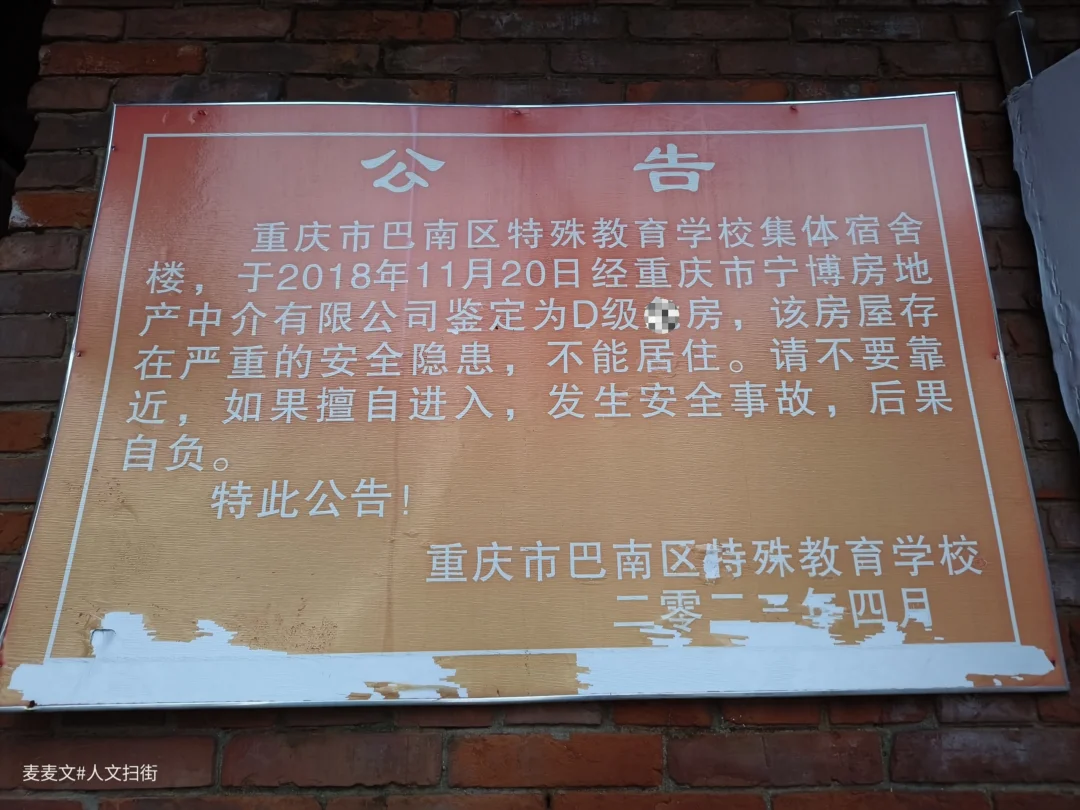 公告
重庆市巴南区特殊教育学校集体宿舍
楼，于2018年11月20日经重庆市宁博房地
产中介有限公司鉴定为D级房，该房屋存
在严重的安全隐患，不能居住。请不要靠
近，如果擅自进入，发生安全事故，后果
自负。
特此公告！
重庆市巴南区特殊教育学校
二零二年四月
麦麦文#人文扫街